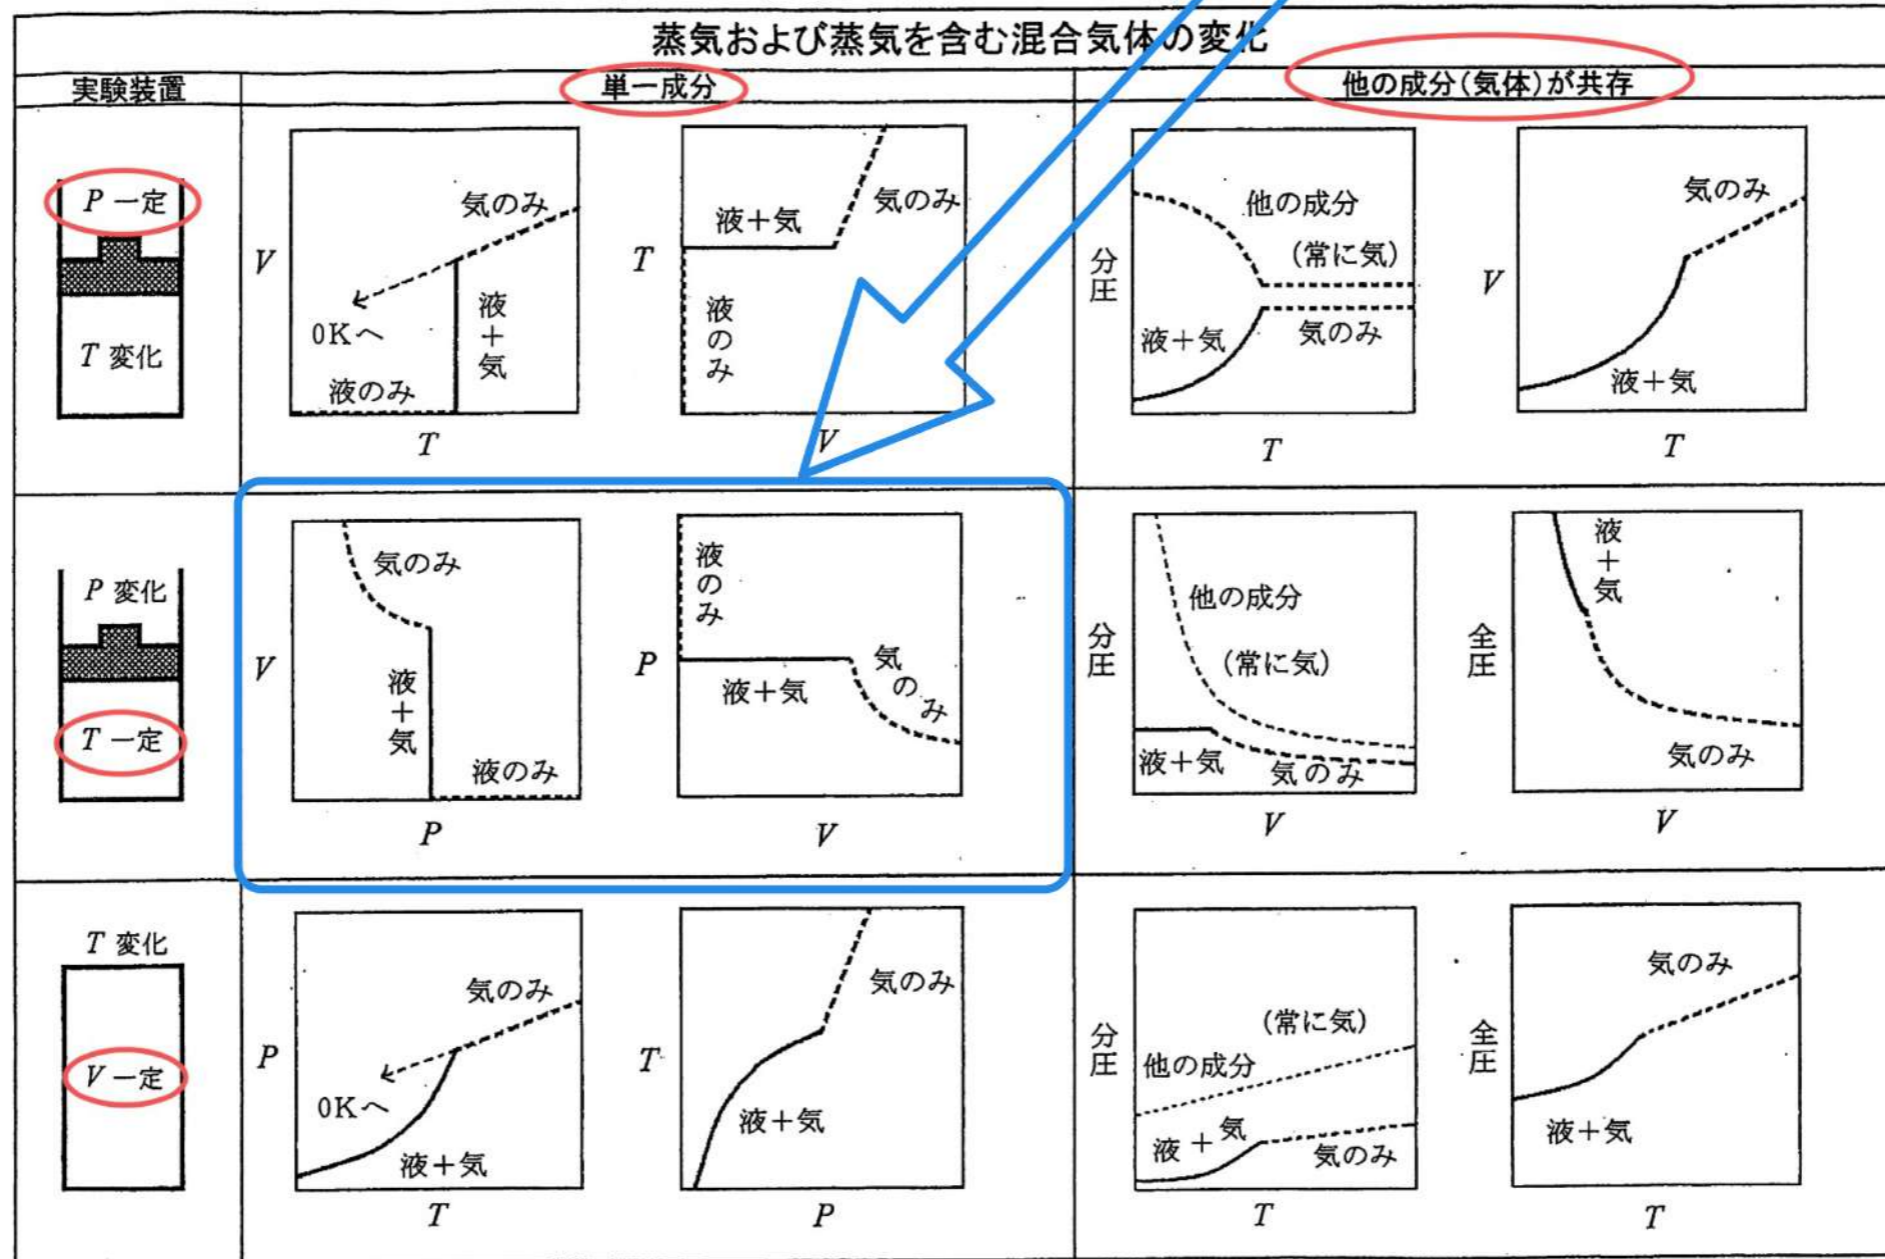 蒸気および蒸気を含む混合気体の変化
実験装置
単一成分
他の成分(気体)が共存
P 一定
T 変化
V
気のみ
0Kへ
液+気
液のみ
T
T
液+気
気のみ
液のみ
V
分圧
他の成分
(常に気)
液+気
気のみ
T
V
気のみ
液+気
T
P 変化
T 一定
V
気のみ
液+気
液のみ
P
P
液のみ
液+気
気のみ
V
分圧
他の成分
(常に気)
液+気
気のみ
V
全圧
液+気
気のみ
V
T 変化
V 一定
P
気のみ
0Kへ
液+気
T
T
気のみ
液+気
P
分圧
(常に気)
他の成分
液+気
気のみ
T
全圧
気のみ
液+気
T